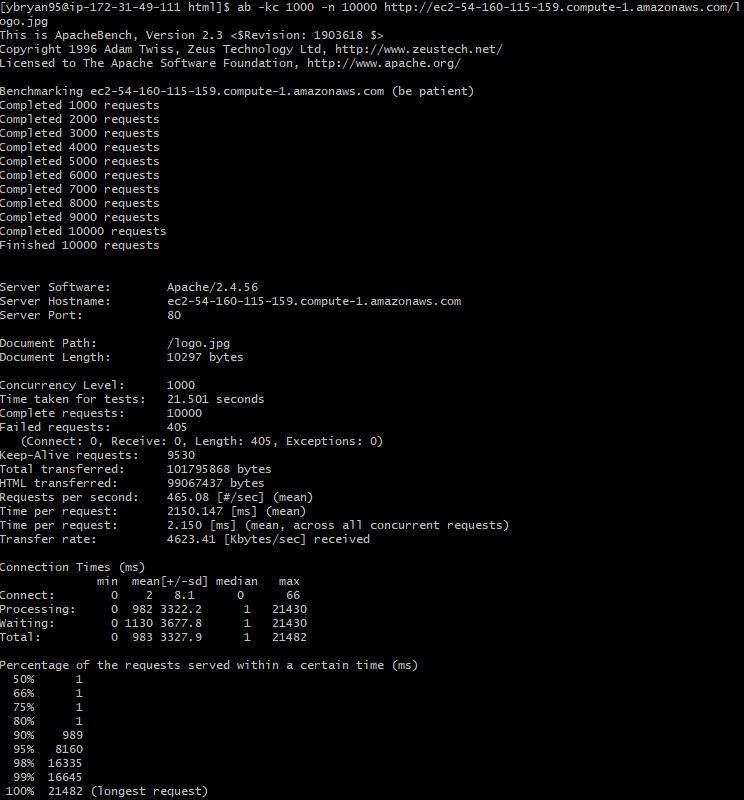 [ybryan95@ip-172-31-49-111 html]$ ab -kc 1000 -n 10000 http://ec2-54-160-115-159.compute-1.amazonaws.com/l
ogo.jpg
This is ApacheBench, Version 2.3 <$Revision: 1903618 $>
Copyright 1996 Adam Twiss, Zeus Technology Ltd, http://www.zeustech.net/
Licensed to The Apache Software Foundation, http://www.apache.org/

Benchmarking ec2-54-160-115-159.compute-1.amazonaws.com (be patient)
Completed 1000 requests
Completed 2000 requests
Completed 3000 requests
Completed 4000 requests
Completed 5000 requests
Completed 6000 requests
Completed 7000 requests
Completed 8000 requests
Completed 9000 requests
Completed 10000 requests
Finished 10000 requests


Server Software:        Apache/2.4.56
Server Hostname:        ec2-54-160-115-159.compute-1.amazonaws.com
Server Port:            80

Document Path:          /logo.jpg
Document Length:        10297 bytes

Concurrency Level:      1000
Time taken for tests:   21.501 seconds
Complete requests:      10000
Failed requests:        405
   (Connect: 0, Receive: 0, Length: 405, Exceptions: 0)
Keep-Alive requests:    9530
Total transferred:      101795868 bytes
HTML transferred:       99067437 bytes
Requests per second:    465.08 [#/sec] (mean)
Time per request:       2150.147 [ms] (mean)
Time per request:       2.150 [ms] (mean, across all concurrent requests)
Transfer rate:          4623.41 [Kbytes/sec] received

Connection Times (ms)
              min  mean[+/-sd] median   max
Connect:        0    2   8.1      0      66
Processing:     0  982 3322.2      1   21430
Waiting:        0 1130 3677.8      1   21430
Total:          0  983 3327.9      1   21482

Percentage of the requests served within a certain time (ms)
  50%      1
  66%      1
  75%      1
  80%      1
  90%    989
  95%   8160
  98%  16335
  99%  16645
 100%  21482 (longest request)